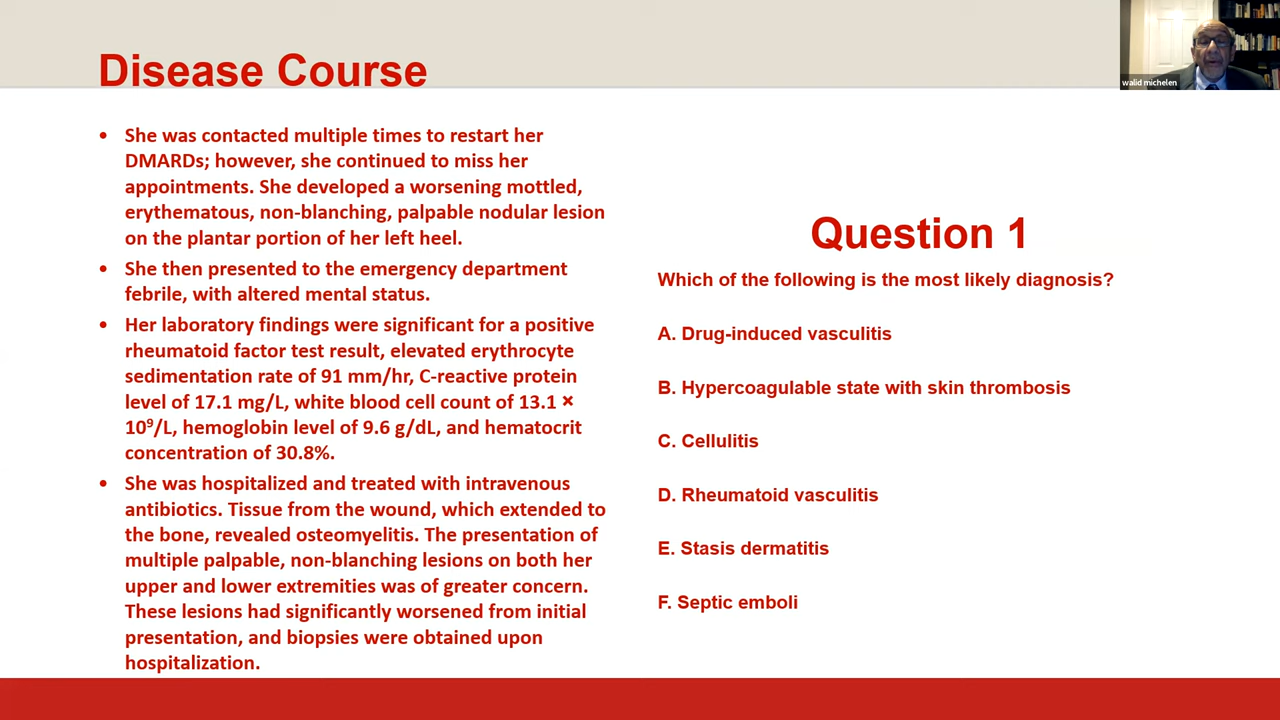 Disease Course
• She was contacted multiple times to restart her
DMARDs; however, she continued to miss her
appointments. She developed a worsening mottled,
erythematous, non-blanching, palpable nodular lesion
on the plantar portion of her left heel.
• She then presented to the emergency department
febrile, with altered mental status.
• Her laboratory findings were significant for a positive
rheumatoid factor test result, elevated erythrocyte
sedimentation rate of 91 mm/hr, C-reactive protein
level of 17.1 mg/L, white blood cell count of 13.1 ×
10⁹/L, hemoglobin level of 9.6 g/dL, and hematocrit
concentration of 30.8%.
• She was hospitalized and treated with intravenous
antibiotics. Tissue from the wound, which extended to
the bone, revealed osteomyelitis. The presentation of
multiple palpable, non-blanching lesions on both her
upper and lower extremities was of greater concern.
These lesions had significantly worsened from initial
presentation, and biopsies were obtained upon
hospitalization.
Question 1
Which of the following is the most likely diagnosis?
A. Drug-induced vasculitis
B. Hypercoagulable state with skin thrombosis
C. Cellulitis
D. Rheumatoid vasculitis
E. Stasis dermatitis
F. Septic emboli
walid michelen